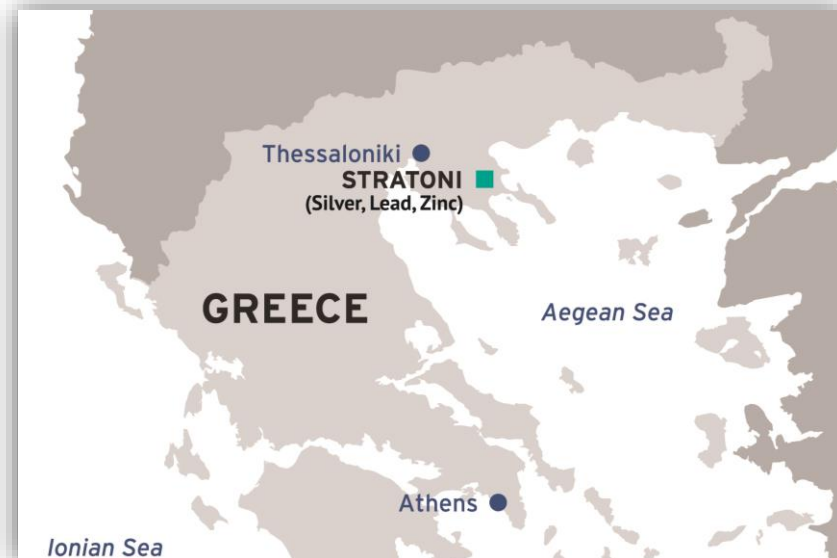 Thessaloniki
STRATONI
(Silver, Lead, Zinc)
GREECE
Aegean Sea
Athens
Ionian Sea